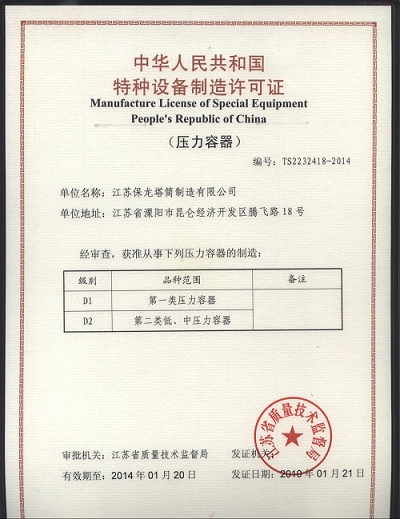 中华人民共和国
特种设备制造许可证
Manufacture License of Special Equipment
People's Republic of China
（压力容器）
编号：TS2232418-2014
单位名称：江苏保龙塔筒制造有限公司
单位地址：江苏省溧阳市昆仑经济开发区腾飞路18号
经审查，获准从事下列压力容器的制造：
级别 品种范围 备注
D1 第一类压力容器
D2 第二类低、中压力容器
审批机关：江苏省质量技术监督局 发证机关：
有效期至：2014年01月20日 发证日期：2010年01月21日
江苏省质量技术监督局